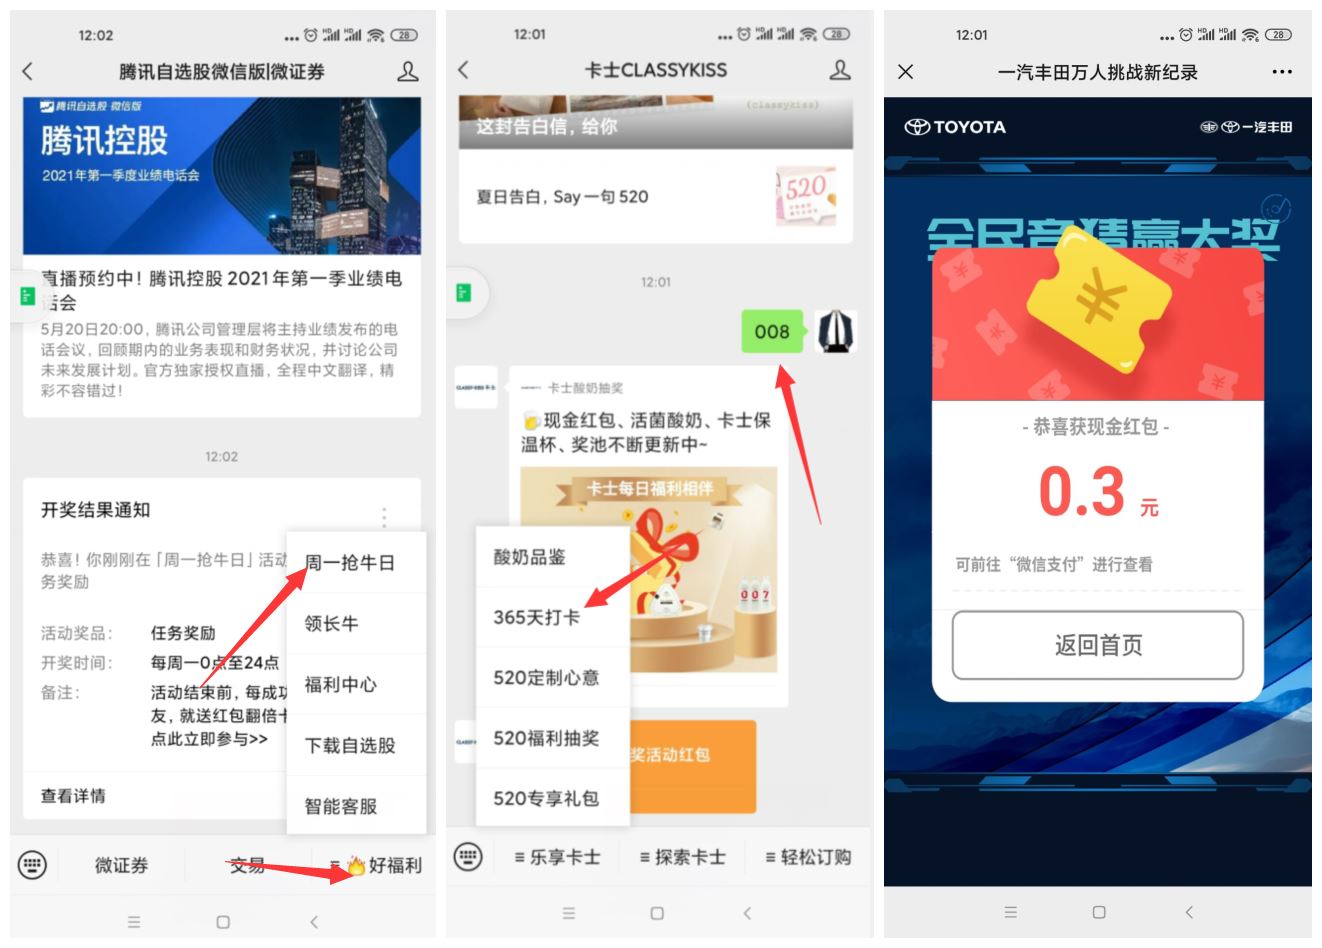 12:02
HD HD 28
腾讯自选股微信版|微证券
腾讯自选股·微信版
腾讯控股
2021年第一季度业绩电话会
直播预约中！腾讯控股 2021 年第一季业绩电
话会
5月20日20:00，腾讯公司管理层将主持业绩发布的电
话会议，回顾期内的业务表现和财务状况，并讨论公司
未来发展计划。官方独家授权直播，全程中文翻译，精
彩不容错过！
12:02
开奖结果通知
恭喜！你刚刚在「周一抢牛日」活动
务奖励
活动奖品： 任务奖励
开奖时间： 每周一0点至24点
备注： 活动结束前，每成功
友，就送红包翻倍卡
点此立即参与>>
查看详情
周一抢牛日
领长牛
福利中心
下载自选股
智能客服
微证券 交易 好福利
12:01
HD HD 28
卡士CLASSYKISS
(classykiss)
这封告白信，给你
夏日告白，Say 一句 520
520
12:01
008
CLASSYKISS 卡士
卡士酸奶抽奖
🍺现金红包、活菌酸奶、卡士保
温杯、奖池不断更新中~
卡士每日福利相伴
007
奖活动红包
酸奶品鉴
365天打卡
520定制心意
520福利抽奖
520专享礼包
乐享卡士 探索卡士 轻松订购
12:01
HD HD 28
一汽丰田万人挑战新纪录
TOYOTA
一汽丰田
全民竞猜赢大奖
- 恭喜获现金红包 -
0.3 元
可前往“微信支付”进行查看
返回首页